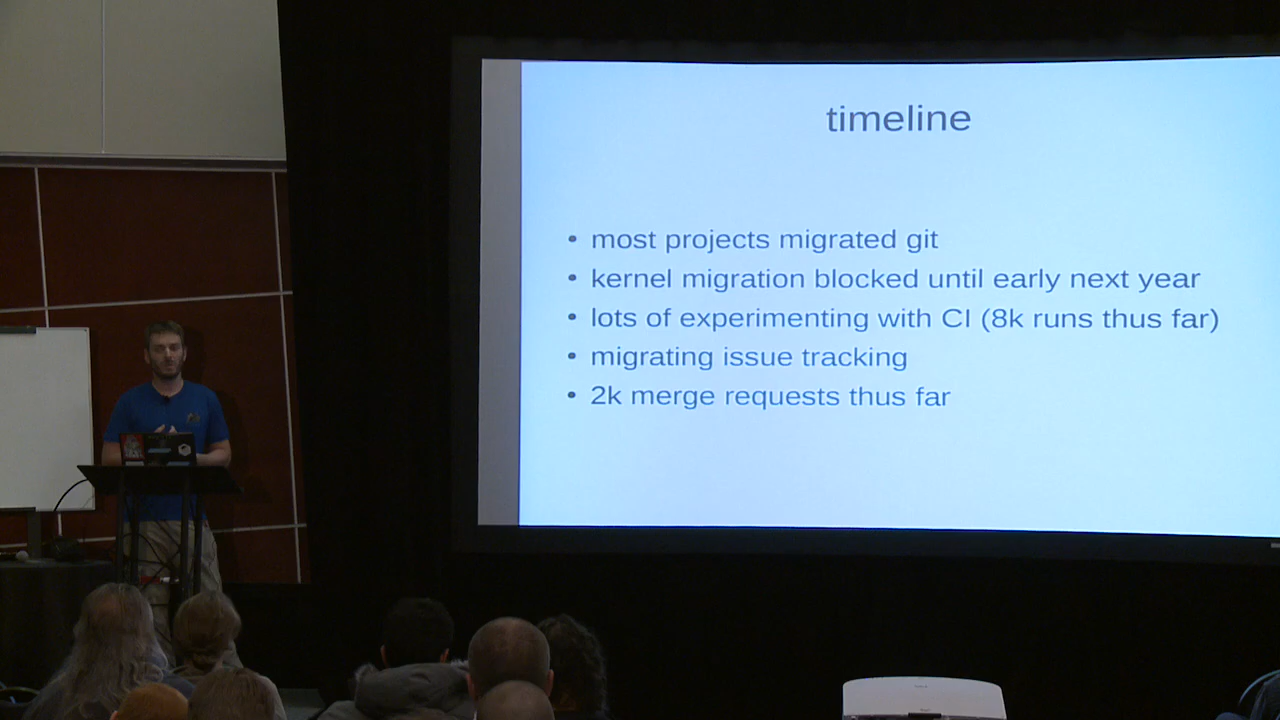 timeline
• most projects migrated git
• kernel migration blocked until early next year
• lots of experimenting with CI (8k runs thus far)
• migrating issue tracking
• 2k merge requests thus far